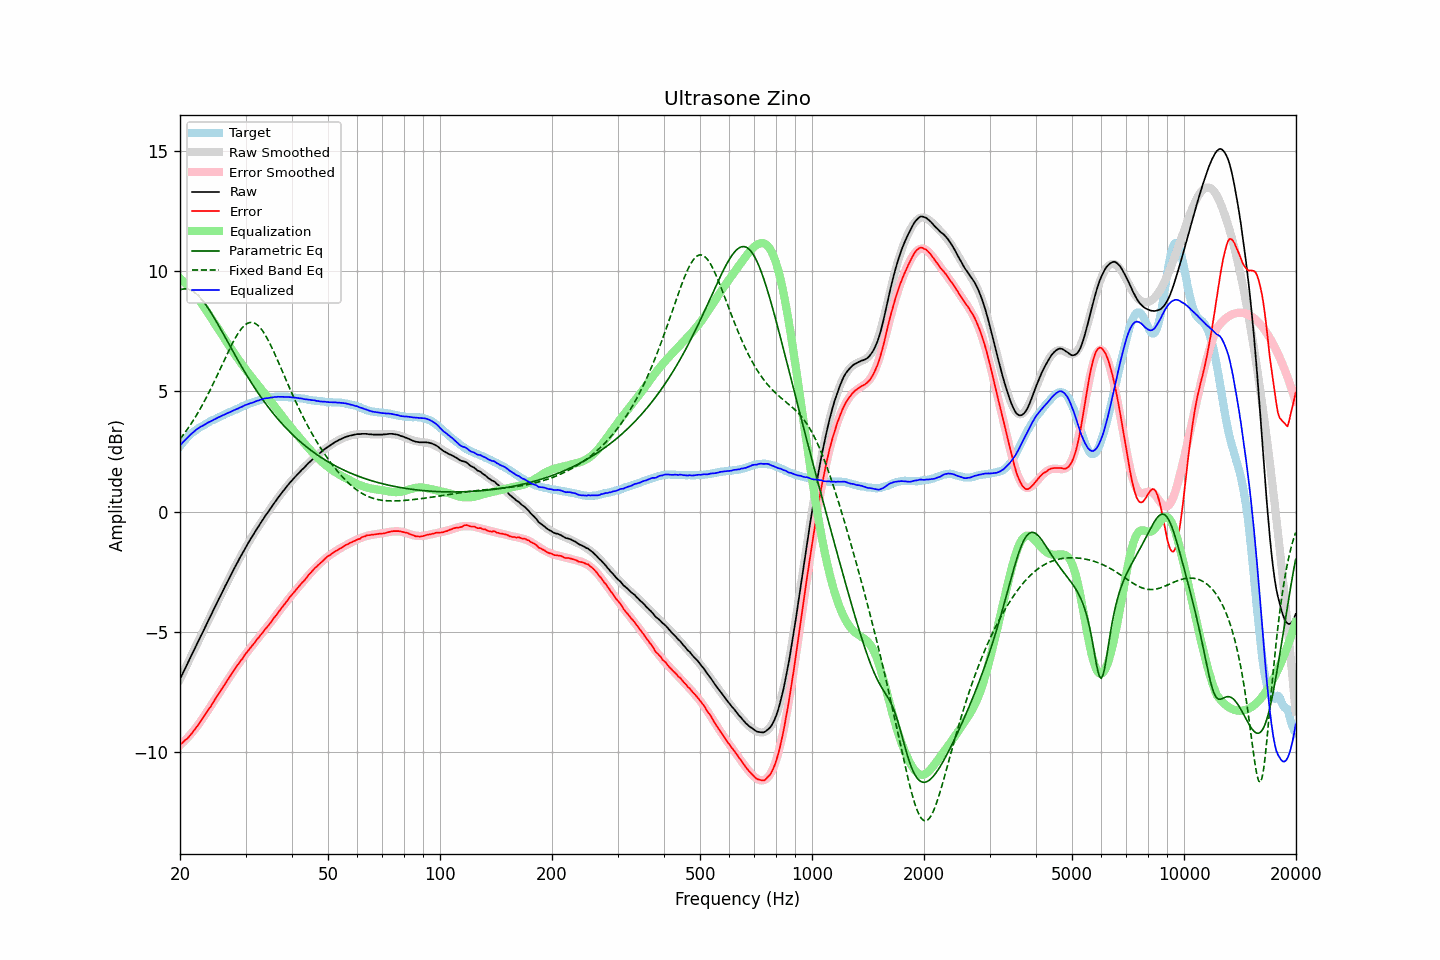 Ultrasone Zino
Target
Raw Smoothed
Error Smoothed
Raw
Error
Equalization
Parametric Eq
Fixed Band Eq
Equalized
Amplitude (dBr)
15
10
5
0
−5
−10
20 50 100 200 500 1000 2000 5000 10000 20000
Frequency (Hz)